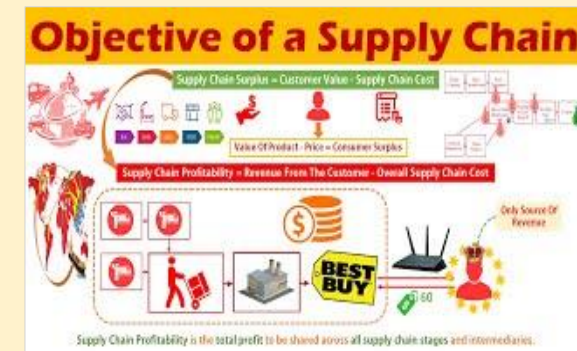 Objective of a Supply Chain
Supply Chain Surplus = Customer Value - Supply Chain Cost
Value Of Product - Price = Consumer Surplus
Supply Chain Profitability = Revenue From The Customer - Overall Supply Chain Cost
Only Source Of
Revenue
BEST
BUY
60
Supply Chain Profitability is the total profit to be shared across all supply chain stages and intermediaries.